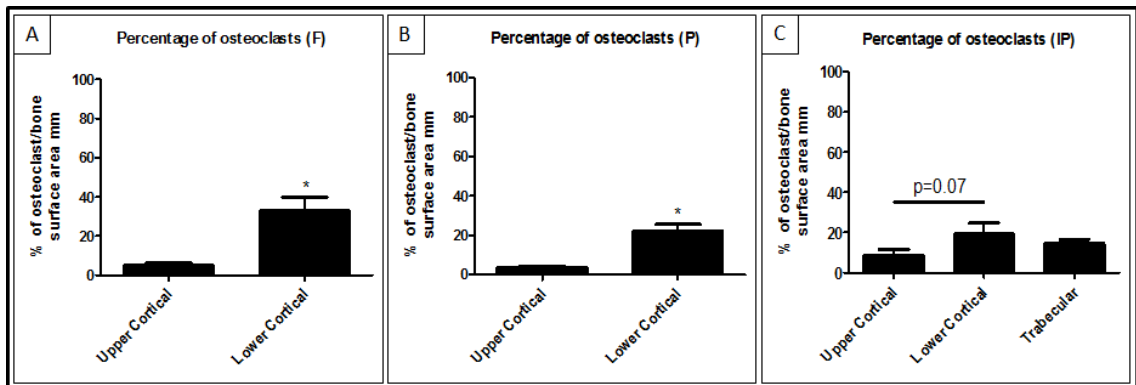 A
Percentage of osteoclasts (F)
% of osteoclast/bone
surface area mm
100
80
60
40
20
0
*
Upper Cortical
Lower Cortical
B
Percentage of osteoclasts (P)
% of osteoclast/bone
surface area mm
100
80
60
40
20
0
*
Upper Cortical
Lower Cortical
C
Percentage of osteoclasts (IP)
% of osteoclast/bone
surface area mm
100
80
60
40
20
0
p=0.07
Upper Cortical
Lower Cortical
Trabecular